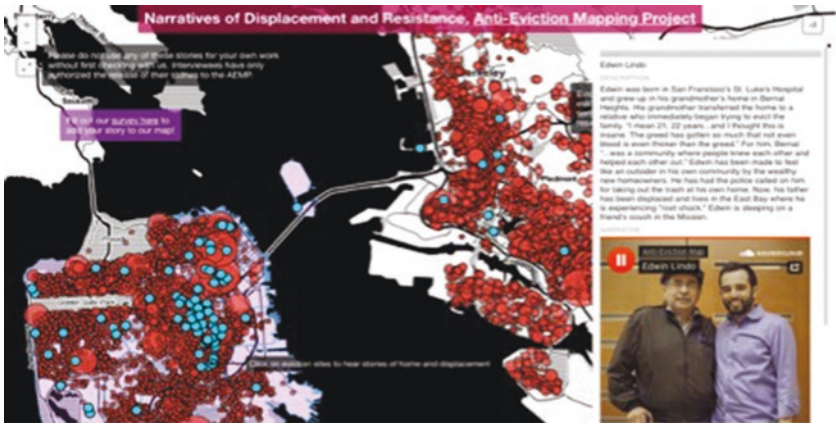 Narratives of Displacement and Resistance, Anti-Eviction Mapping Project
Please do not use any of these stories for your own work
without first checking with us. Interviewees have only
authorized the release of their stories to the AEMP.
Fill out our survey here to
add your story to our map!
Click on eviction sites to hear stories of home and displacement
Berkeley
Piedmont
Edwin Lindo
DESCRIPTION
Edwin was born in San Francisco's St. Luke's Hospital
and grew up in his grandmother's home in Bernal
Heights. His grandmother transferred the home to a
relative who immediately began trying to evict the
family. "I mean 21, 22 years...and I thought this is
insane. The greed has gotten so much that not even
blood is even thicker than the greed." For him, Bernal
"...was a community where people knew each other and
helped each other out." Edwin has been made to feel
like an outsider in his own community by the wealthy
new homeowners. He has had the police called on him
for taking out the trash at his own home. Now, his father
has been displaced and lives in the East Bay where he
is experiencing "root shock." Edwin is sleeping on a
friend's couch in the Mission.
NARRATIVE
Anti-Eviction Map
Edwin Lindo
SOUNDCLOUD